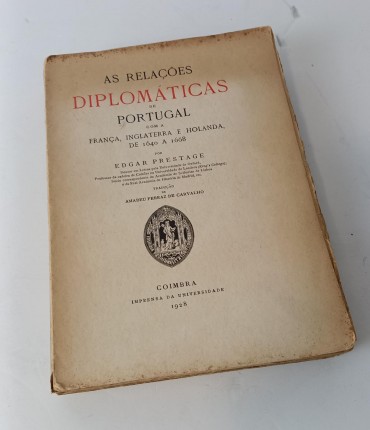 AS RELAÇÕES
DIPLOMÁTICAS
DE
PORTUGAL
COM A
FRANÇA, INGLATERRA E HOLANDA,
DE 1640 A 1668
POR
EDGAR PRESTAGE
TRADUÇÃO
DE
AMADEU FERRAZ DE CARVALHO
COIMBRA
IMPRENSA DA UNIVERSIDADE
1928